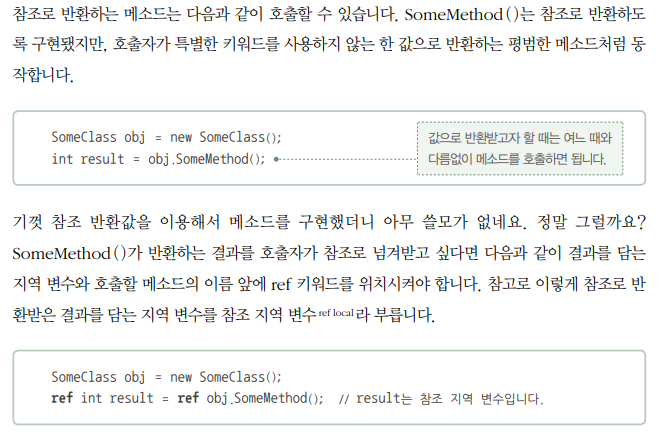 참조로 반환하는 메소드는 다음과 같이 호출할 수 있습니다. SomeMethod()는 참조로 반환하도
록 구현됐지만, 호출자가 특별한 키워드를 사용하지 않는 한 값으로 반환하는 평범한 메소드처럼 동
작합니다.
SomeClass obj = new SomeClass();
int result = obj.SomeMethod();
값으로 반환받고자 할 때는 여느 때와
다름없이 메소드를 호출하면 됩니다.
기껏 참조 반환값을 이용해서 메소드를 구현했더니 아무 쓸모가 없네요. 정말 그럴까요?
SomeMethod()가 반환하는 결과를 호출자가 참조로 넘겨받고 싶다면 다음과 같이 결과를 담는
지역 변수와 호출할 메소드의 이름 앞에 ref 키워드를 위치시켜야 합니다. 참고로 이렇게 참조로 반
환받은 결과를 담는 지역 변수를 참조 지역 변수ref local라 부릅니다.
SomeClass obj = new SomeClass();
ref int result = ref obj.SomeMethod(); // result는 참조 지역 변수입니다.